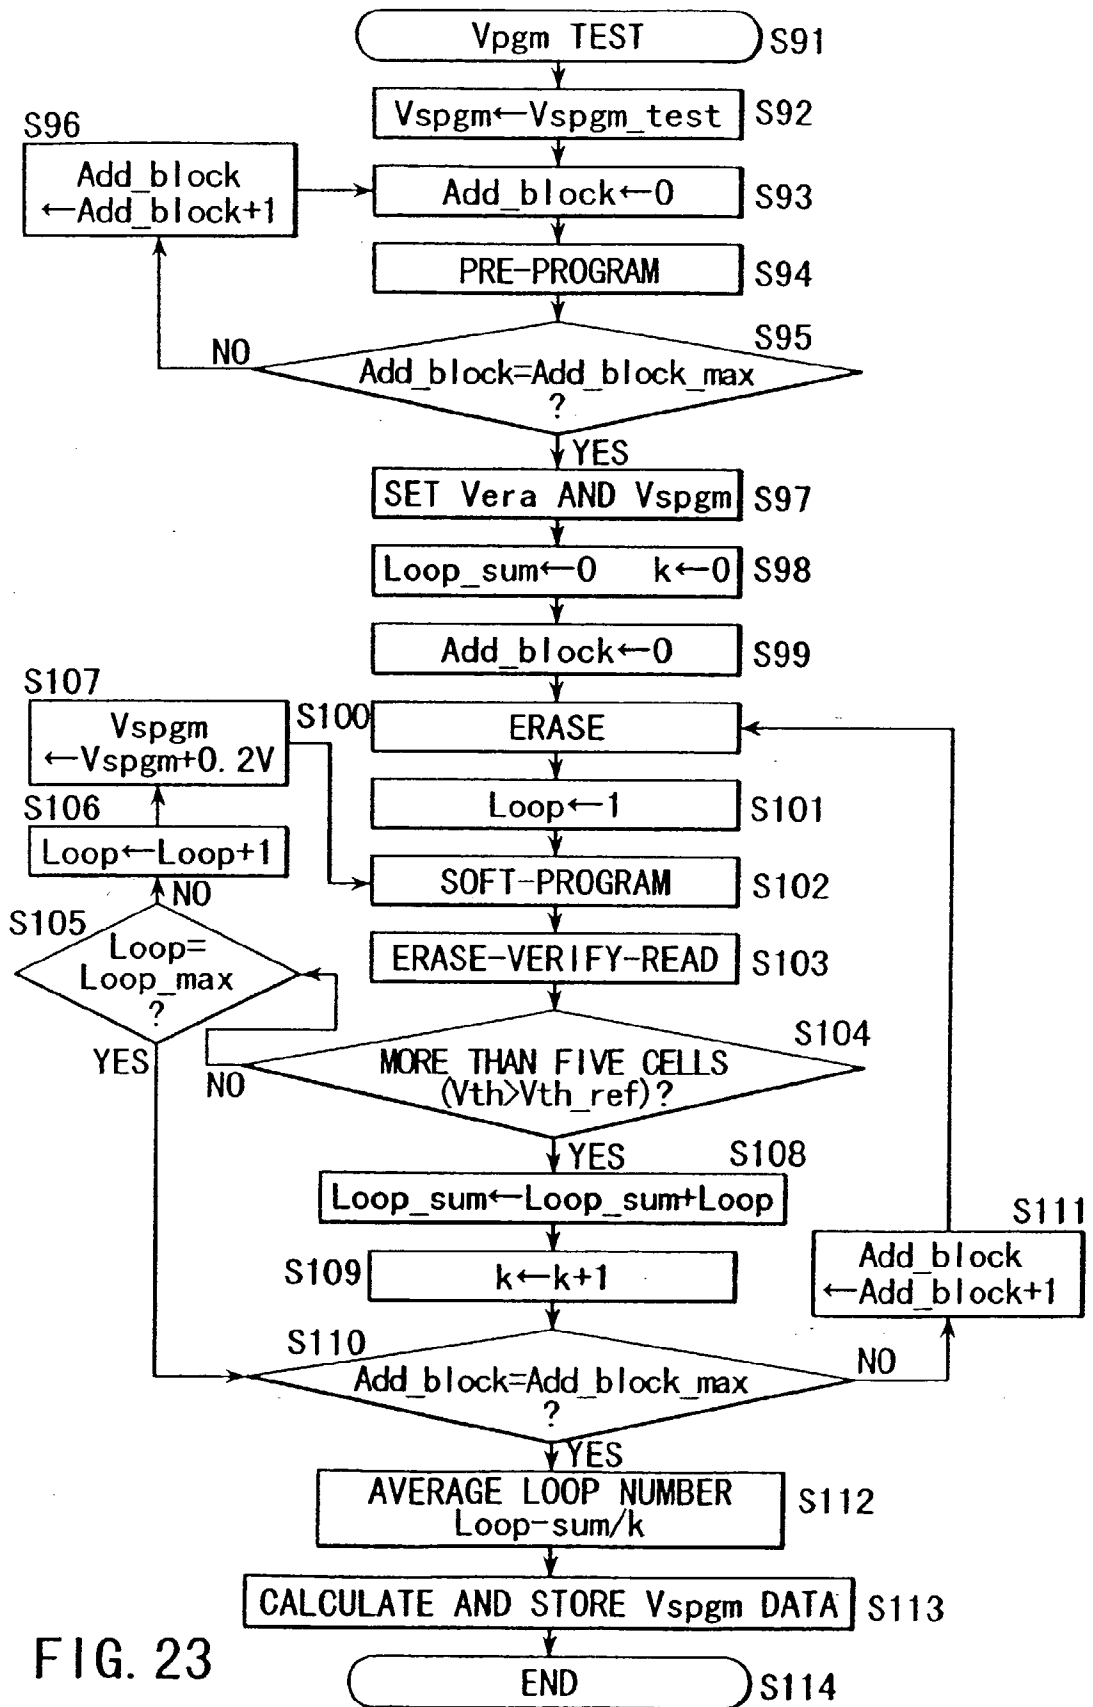 Vpgm TEST S91
Vspgm←Vspgm_test S92
S96
Add_block
←Add_block+1
Add_block←0 S93
PRE-PROGRAM S94
S95
NO
Add_block=Add_block_max
?
YES
SET Vera AND Vspgm S97
Loop_sum←0 k←0 S98
Add_block←0 S99
S107
Vspgm
←Vspgm+0.2V
S100 ERASE
Loop←1 S101
S106
Loop←Loop+1
SOFT-PROGRAM S102
NO
S105
Loop=
Loop_max
?
YES
ERASE-VERIFY-READ S103
S104
MORE THAN FIVE CELLS
(Vth>Vth_ref)?
NO
YES
S108
Loop_sum←Loop_sum+Loop
S109 k←k+1
S111
Add_block
←Add_block+1
S110
NO
Add_block=Add_block_max
?
YES
AVERAGE LOOP NUMBER
Loop-sum/k
S112
CALCULATE AND STORE Vspgm DATA S113
END S114
FIG. 23